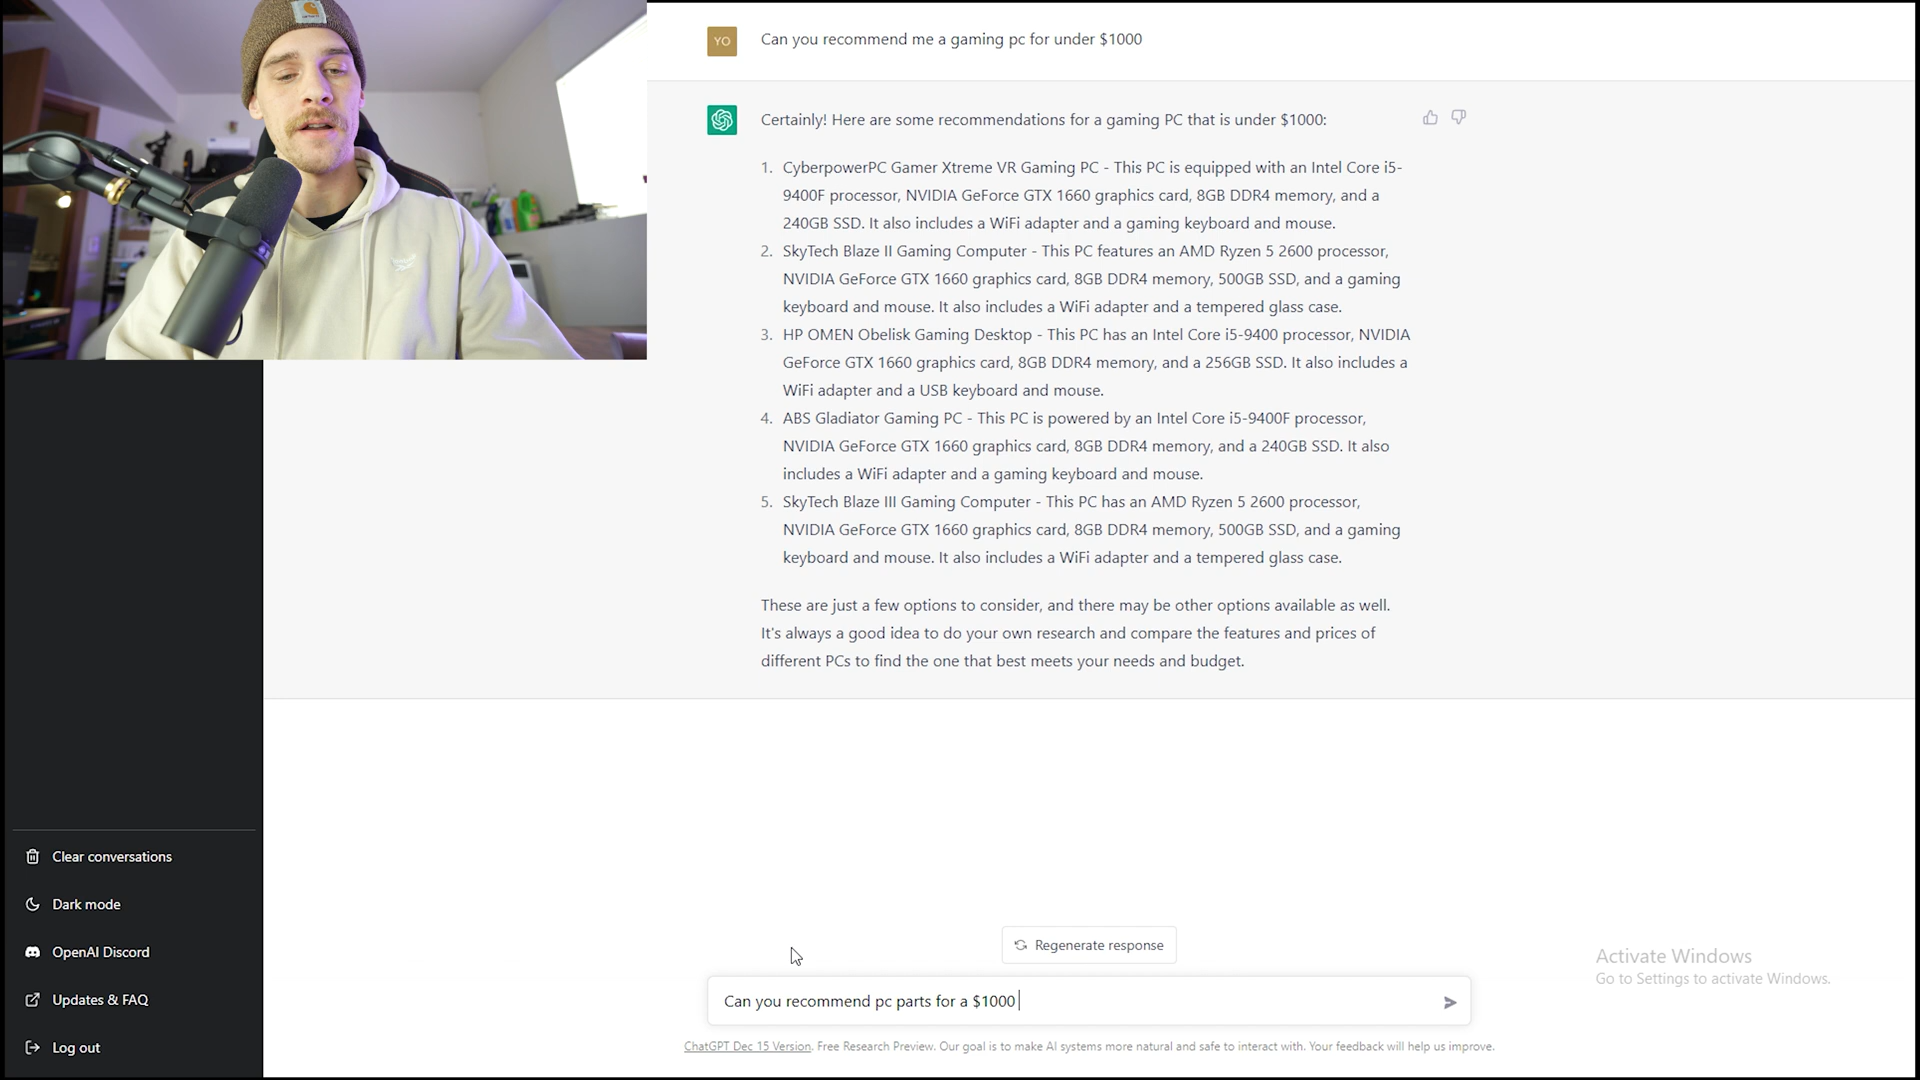 YO
Can you recommend me a gaming pc for under $1000
Certainly! Here are some recommendations for a gaming PC that is under $1000:
1. CyberpowerPC Gamer Xtreme VR Gaming PC - This PC is equipped with an Intel Core i5-
9400F processor, NVIDIA GeForce GTX 1660 graphics card, 8GB DDR4 memory, and a
240GB SSD. It also includes a WiFi adapter and a gaming keyboard and mouse.
2. SkyTech Blaze II Gaming Computer - This PC features an AMD Ryzen 5 2600 processor,
NVIDIA GeForce GTX 1660 graphics card, 8GB DDR4 memory, 500GB SSD, and a gaming
keyboard and mouse. It also includes a WiFi adapter and a tempered glass case.
3. HP OMEN Obelisk Gaming Desktop - This PC has an Intel Core i5-9400 processor, NVIDIA
GeForce GTX 1660 graphics card, 8GB DDR4 memory, and a 256GB SSD. It also includes a
WiFi adapter and a USB keyboard and mouse.
4. ABS Gladiator Gaming PC - This PC is powered by an Intel Core i5-9400F processor,
NVIDIA GeForce GTX 1660 graphics card, 8GB DDR4 memory, and a 240GB SSD. It also
includes a WiFi adapter and a gaming keyboard and mouse.
5. SkyTech Blaze III Gaming Computer - This PC has an AMD Ryzen 5 2600 processor,
NVIDIA GeForce GTX 1660 graphics card, 8GB DDR4 memory, 500GB SSD, and a gaming
keyboard and mouse. It also includes a WiFi adapter and a tempered glass case.
These are just a few options to consider, and there may be other options available as well.
It's always a good idea to do your own research and compare the features and prices of
different PCs to find the one that best meets your needs and budget.
Clear conversations
Dark mode
OpenAI Discord
Updates & FAQ
Log out
Regenerate response
Can you recommend pc parts for a $1000
ChatGPT Dec 15 Version. Free Research Preview. Our goal is to make AI systems more natural and safe to interact with. Your feedback will help us improve.
Activate Windows
Go to Settings to activate Windows.